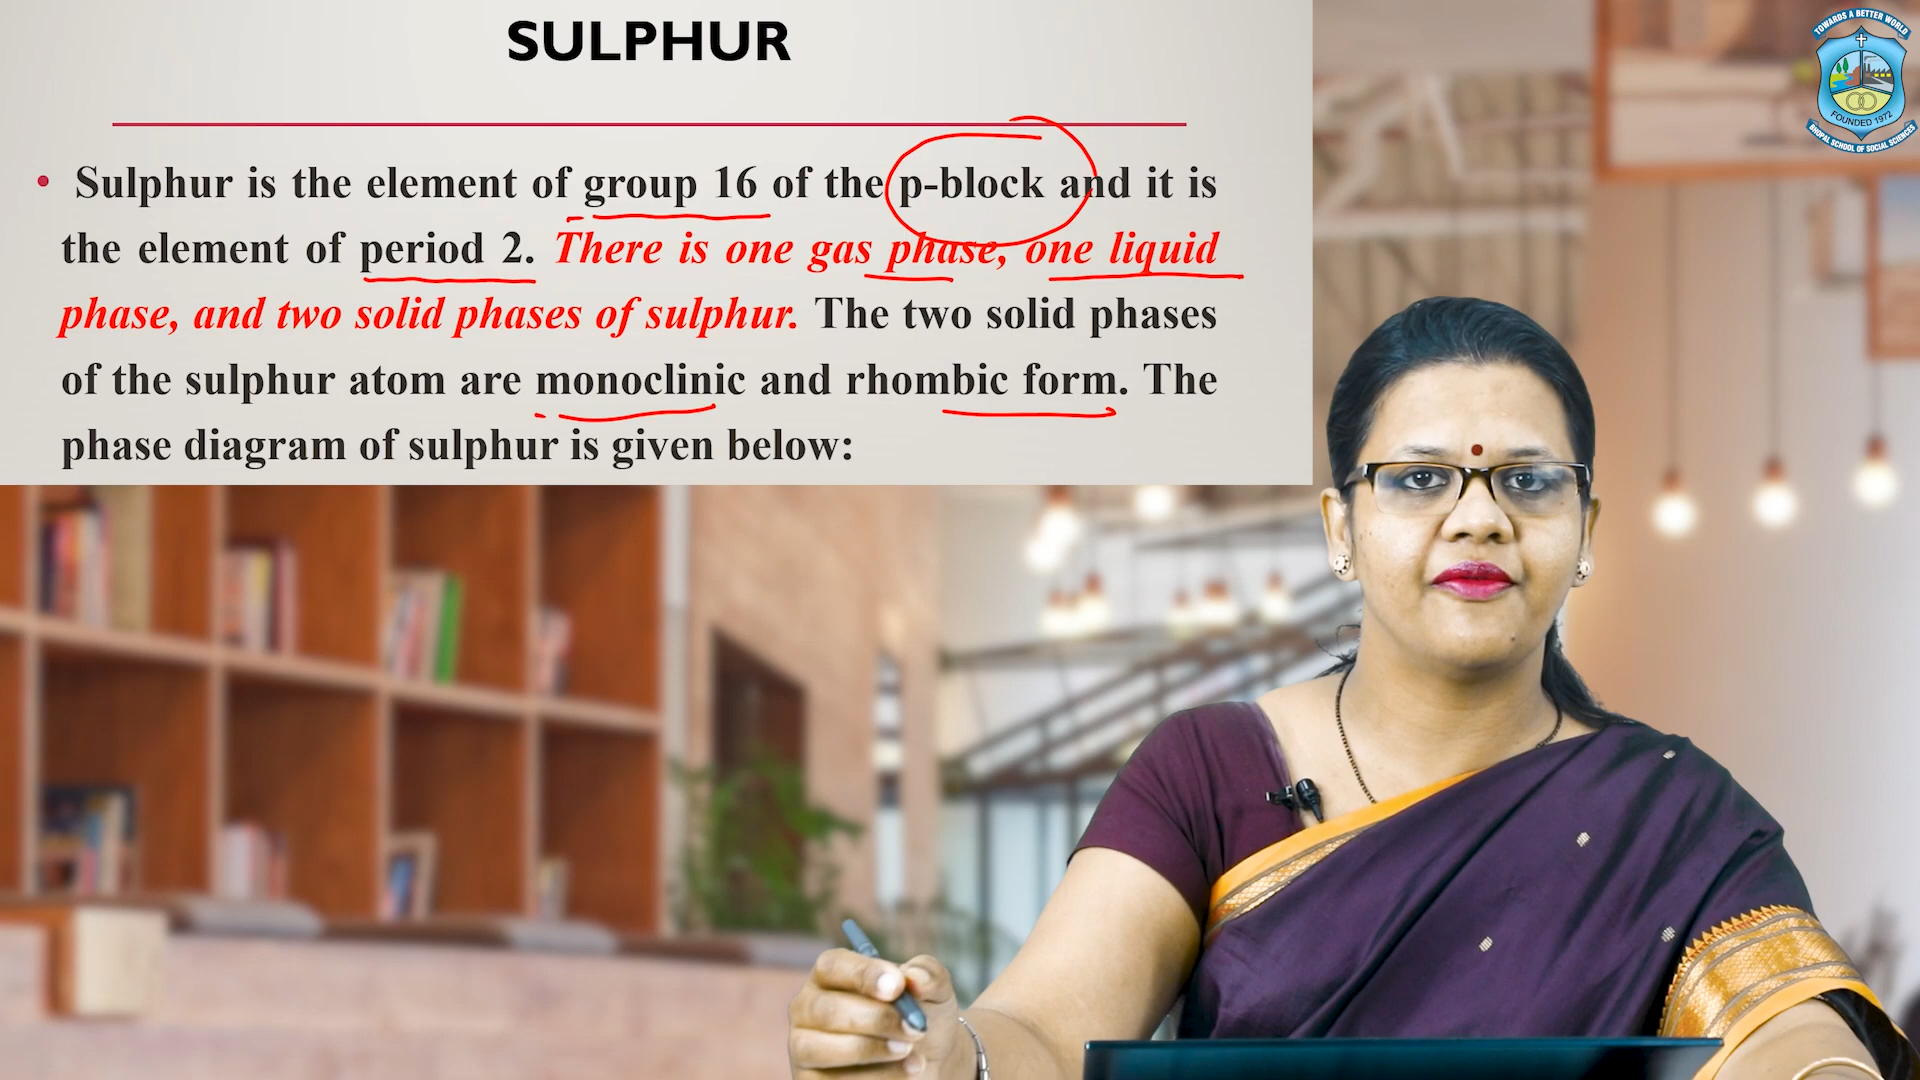 SULPHUR
• Sulphur is the element of group 16 of the p-block and it is
the element of period 2. There is one gas phase, one liquid
phase, and two solid phases of sulphur. The two solid phases
of the sulphur atom are monoclinic and rhombic form. The
phase diagram of sulphur is given below:
TOWARDS A BETTER WORLD
FOUNDED 1972
BHOPAL SCHOOL OF SOCIAL SCIENCES